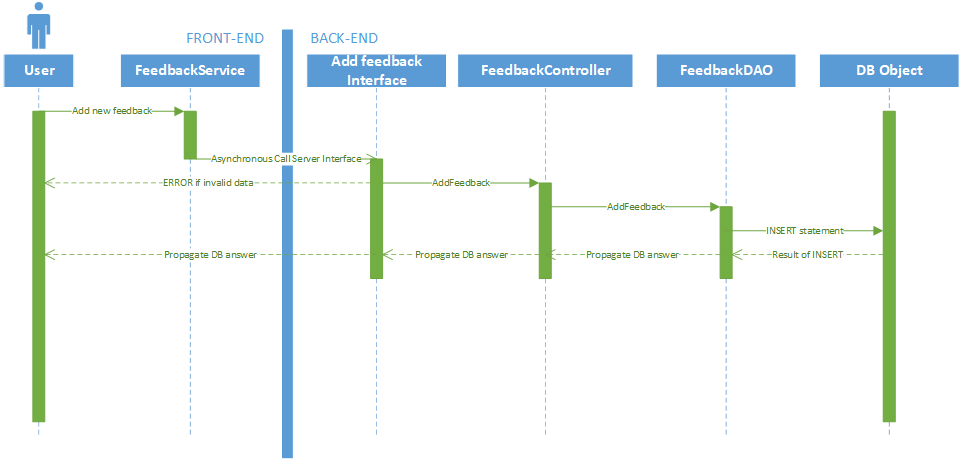 FRONT-END
BACK-END
User
FeedbackService
Add feedback
Interface
FeedbackController
FeedbackDAO
DB Object
Add new feedback
Asynchronous Call Server Interface
ERROR if invalid data
AddFeedback
AddFeedback
INSERT statement
Propagate DB answer
Propagate DB answer
Propagate DB answer
Result of INSERT